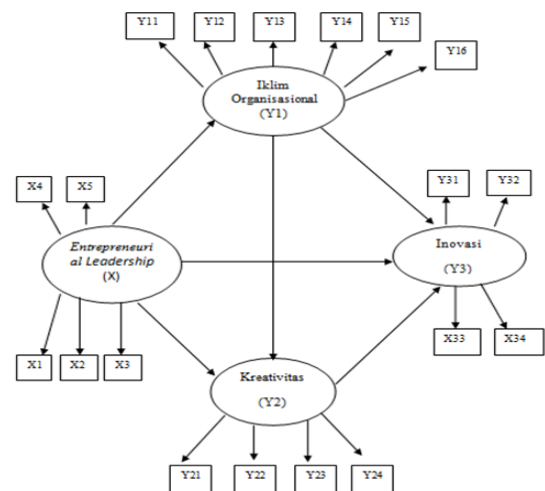 Y11
Y12
Y13
Y14
Y15
Y16
Iklim
Organisasional
(Y1)
X4
X5
Y31
Y32
Entrepreneuri
al Leadership
(X)
Inovasi
(Y3)
X1
X2
X3
X33
X34
Kreativitas
(Y2)
Y21
Y22
Y23
Y24